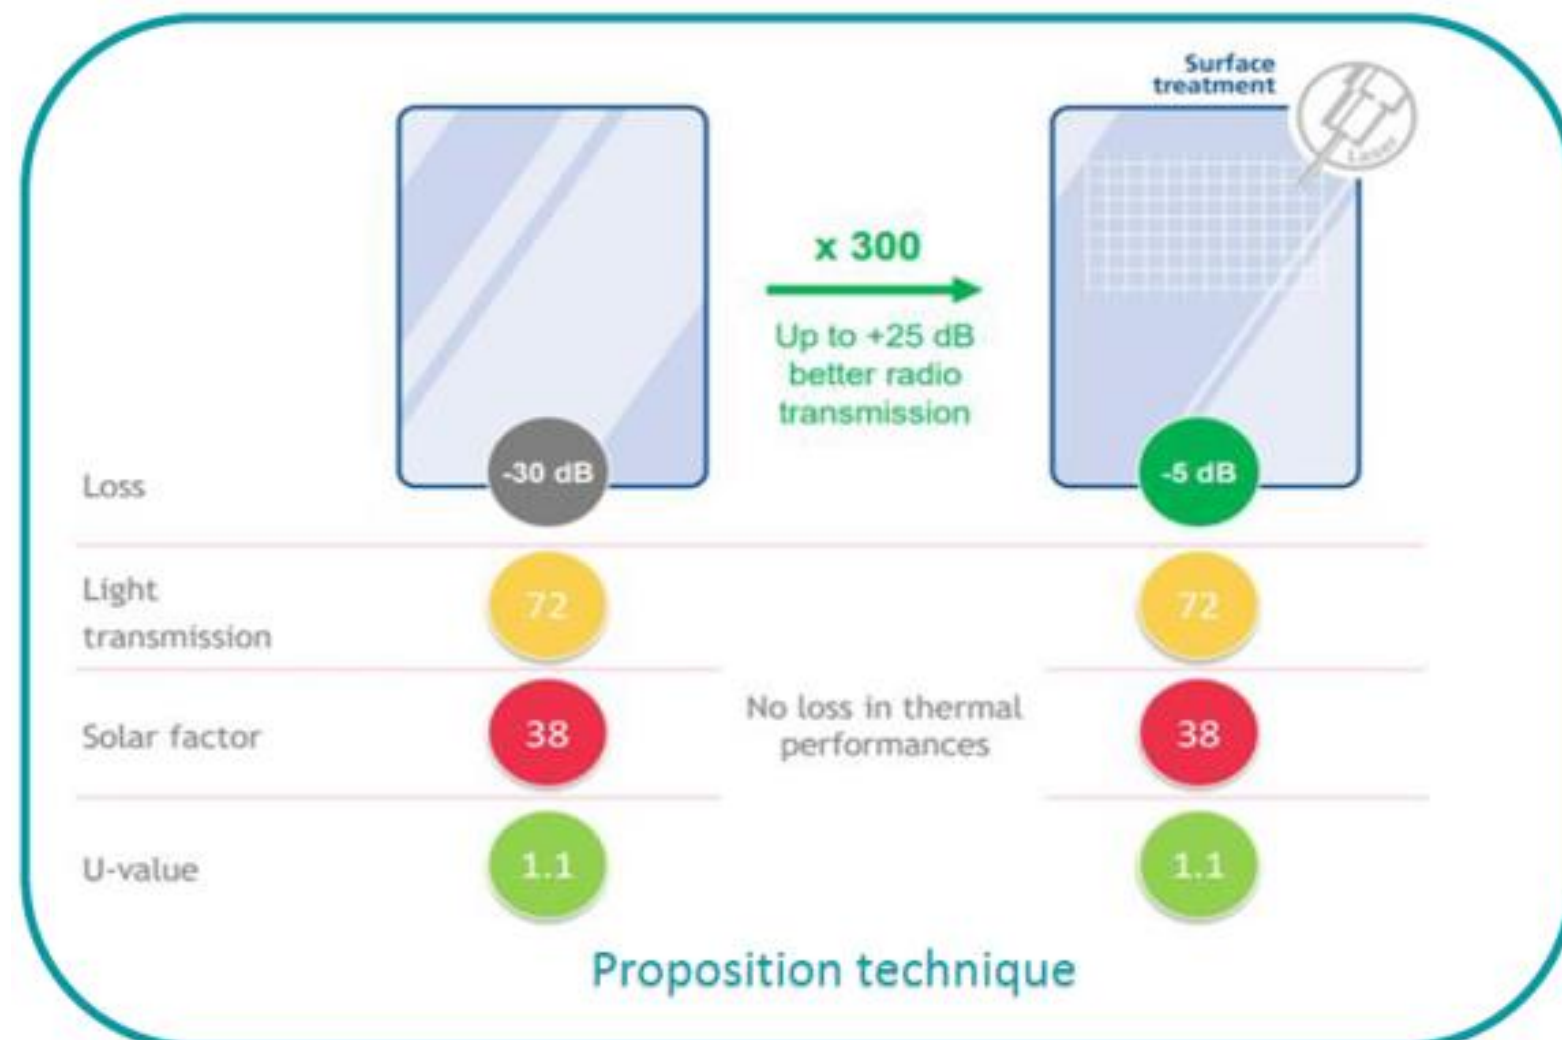 Surface
treatment
Laser
x 300
Up to +25 dB
better radio
transmission
Loss
-30 dB
-5 dB
Light
transmission
72
72
Solar factor
38
No loss in thermal
performances
38
U-value
1.1
1.1
Proposition technique